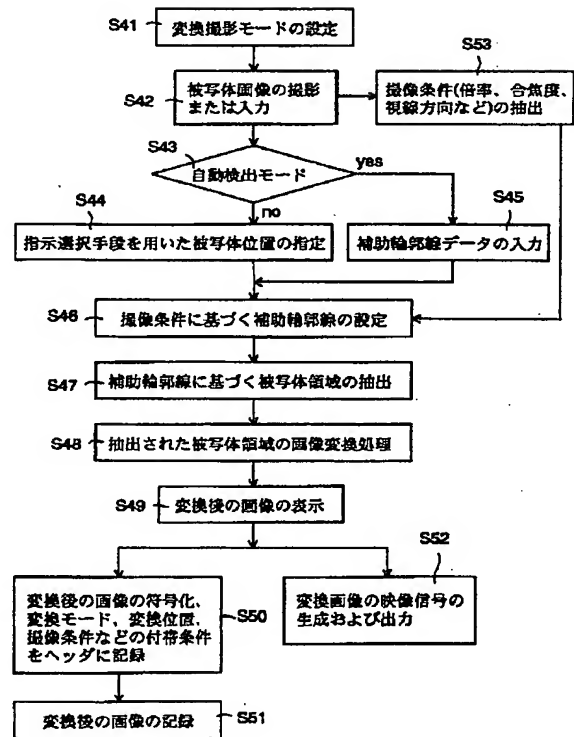 S41
変換撮影モードの設定
S53
S42
被写体画像の撮影
または入力
撮像条件(倍率、合焦度、
視線方向など)の抽出
S43
自動検出モード
yes
no
S44
指示選択手段を用いた被写体位置の指定
S45
補助輪郭線データの入力
S46
撮像条件に基づく補助輪郭線の設定
S47
補助輪郭線に基づく被写体領域の抽出
S48
抽出された被写体領域の画像変換処理
S49
変換後の画像の表示
S52
変換後の画像の符号化、
変換モード、変換位置、
撮像条件などの付帯条件
をヘッダに記録
S50
変換画像の映像信号の
生成および出力
変換後の画像の記録
S51